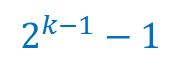 $2^{k-1} - 1$